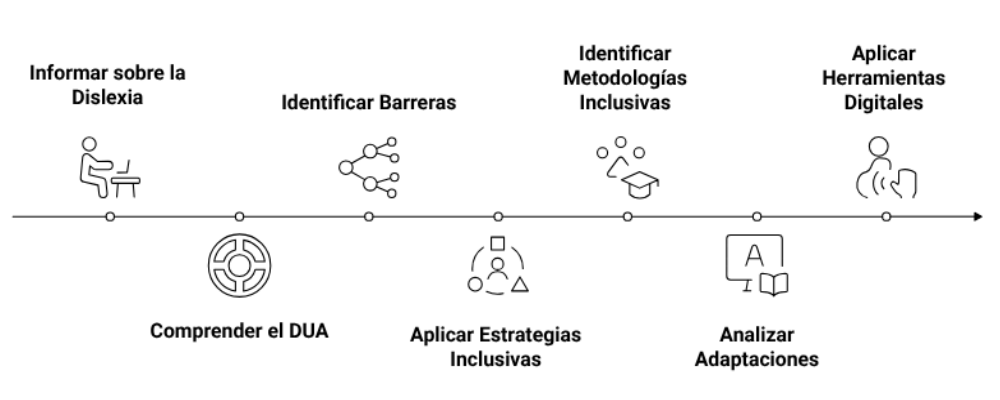 Informar sobre la
Dislexia
Comprender el DUA
Identificar Barreras
Aplicar Estrategias
Inclusivas
Identificar
Metodologías
Inclusivas
A
Analizar
Adaptaciones
Aplicar
Herramientas
Digitales